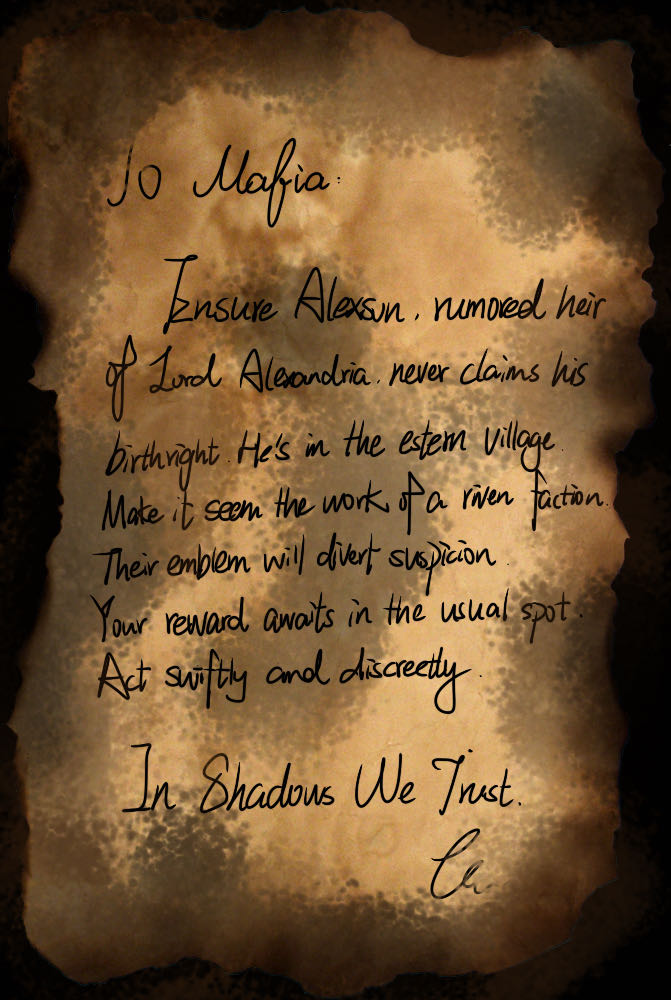 To Mafia:
Ensure Alexsun, rumored heir
of Lord Alexandria, never claims his
birthright. He's in the estern village.
Make it seem the work of a riven faction.
Their emblem will divert suspicion.
Your reward awaits in the usual spot.
Act swiftly and discreetly.
In Shadows We Trust.